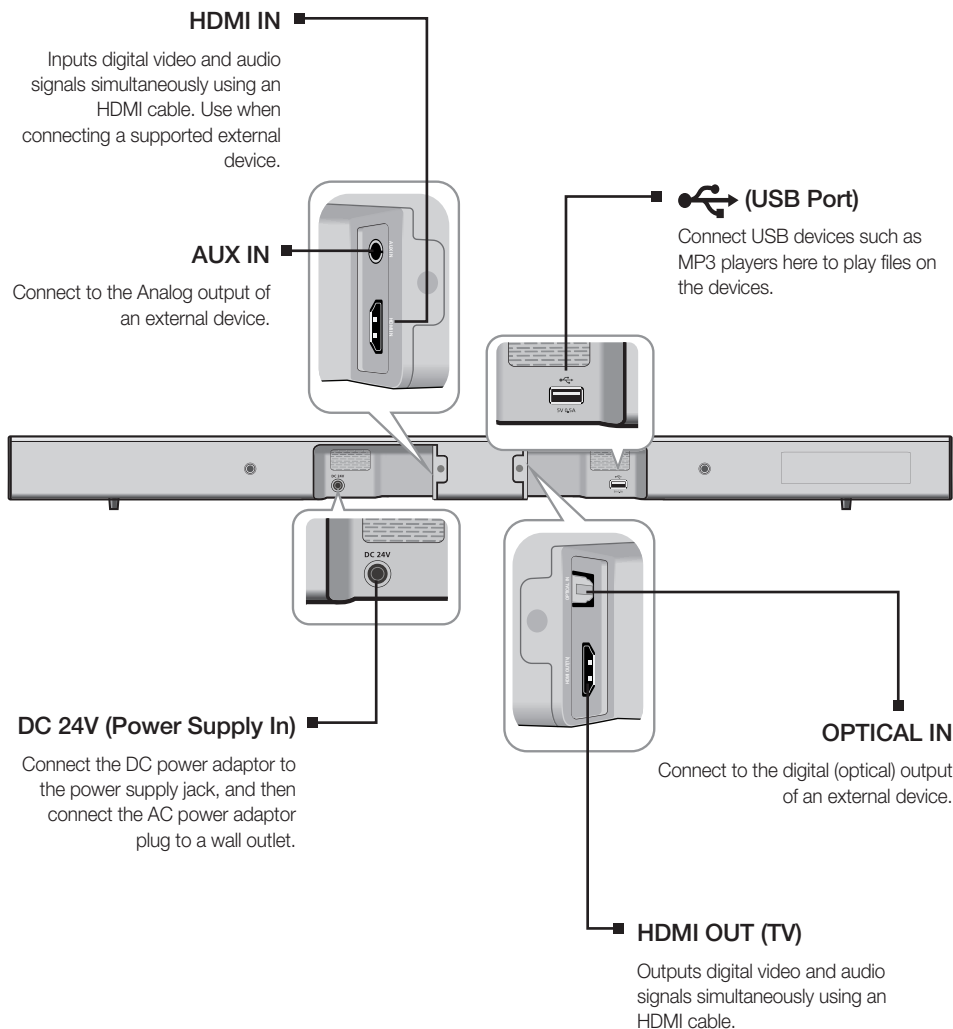 HDMI IN
Inputs digital video and audio
signals simultaneously using an
HDMI cable. Use when
connecting a supported external
device.
AUX IN
Connect to the Analog output of
an external device.
(USB Port)
Connect USB devices such as
MP3 players here to play files on
the devices.
5V 0.5A
DC 24V
DC 24V
OPTICAL IN
DC 24V (Power Supply In)
Connect the DC power adaptor to
the power supply jack, and then
connect the AC power adaptor
plug to a wall outlet.
OPTICAL IN
Connect to the digital (optical) output
of an external device.
HDMI OUT (TV)
Outputs digital video and audio
signals simultaneously using an
HDMI cable.